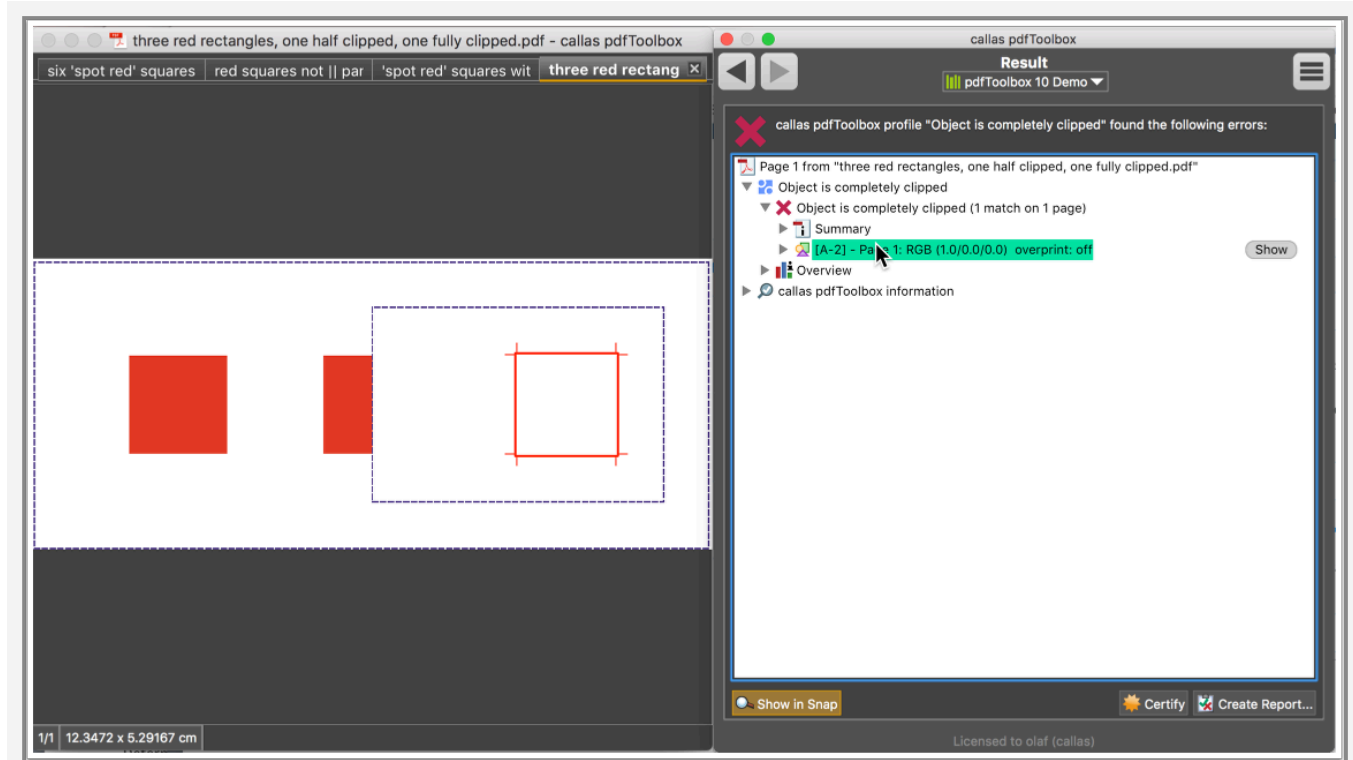 three red rectangles, one half clipped, one fully clipped.pdf - callas pdfToolbox
six 'spot red' squares
red squares not || par
'spot red' squares wit
three red rectang
1/1
12.3472 x 5.29167 cm
callas pdfToolbox
Result
pdfToolbox 10 Demo
callas pdfToolbox profile "Object is completely clipped" found the following errors:
Page 1 from "three red rectangles, one half clipped, one fully clipped.pdf"
Object is completely clipped
Object is completely clipped (1 match on 1 page)
Summary
[A-2] - Page 1: RGB (1.0/0.0/0.0) overprint: off
Show
Overview
callas pdfToolbox information
Show in Snap
Certify
Create Report...
Licensed to olaf (callas)